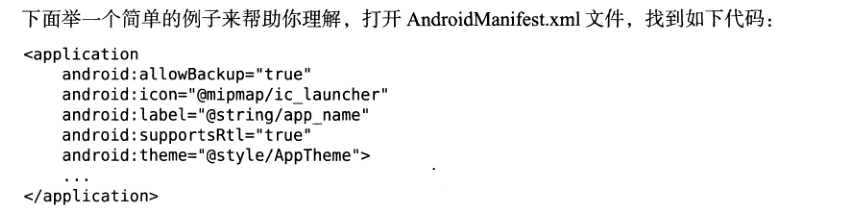 下面举一个简单的例子来帮助你理解，打开 AndroidManifest.xml 文件，找到如下代码：
<application
    android:allowBackup="true"
    android:icon="@mipmap/ic_launcher"
    android:label="@string/app_name"
    android:supportsRtl="true"
    android:theme="@style/AppTheme">
    ...
</application>